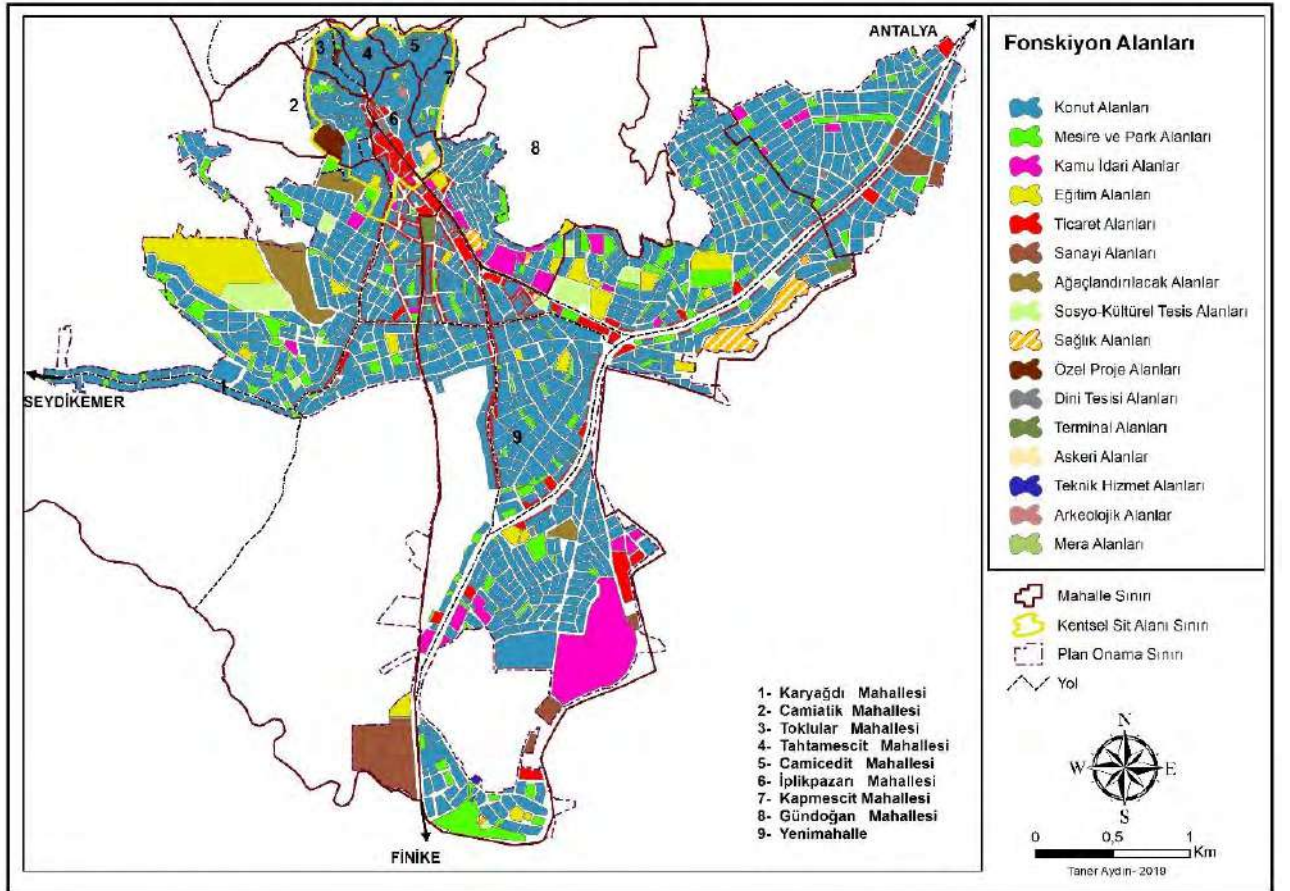 ANTALYA
3
4
5
7
2
6
8
SEYDİKEMER
1
9
FİNİKE
1- Karyağdı Mahallesi
2- Camiatik Mahallesi
3- Toklular Mahallesi
4- Tahtamescit Mahallesi
5- Camicedit Mahallesi
6- İplikpazarı Mahallesi
7- Kapmescit Mahallesi
8- Gündoğan Mahallesi
9- Yenimahalle
Fonskiyon Alanları
Konut Alanları
Mesire ve Park Alanları
Kamu İdari Alanlar
Eğitim Alanları
Ticaret Alanları
Sanayi Alanları
Ağaçlandırılacak Alanlar
Sosyo-Kültürel Tesis Alanları
Sağlık Alanları
Özel Proje Alanları
Dini Tesisi Alanları
Terminal Alanları
Askeri Alanlar
Teknik Hizmet Alanları
Arkeolojik Alanlar
Mera Alanları
Mahalle Sınırı
Kentsel Sit Alanı Sınırı
Plan Onama Sınırı
Yol
N
W E
S
0 0,5 1
Km
Taner Aydın- 2019